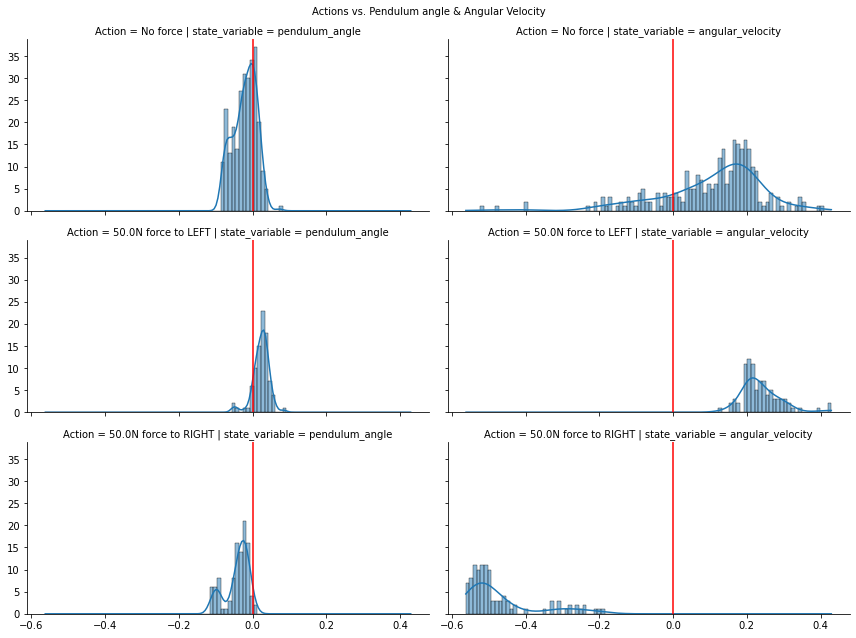 Actions vs. Pendulum angle & Angular Velocity
Action = No force | state_variable = pendulum_angle
Action = No force | state_variable = angular_velocity
35
30
25
20
15
10
5
0
Action = 50.0N force to LEFT | state_variable = pendulum_angle
Action = 50.0N force to LEFT | state_variable = angular_velocity
35
30
25
20
15
10
5
0
Action = 50.0N force to RIGHT | state_variable = pendulum_angle
Action = 50.0N force to RIGHT | state_variable = angular_velocity
35
30
25
20
15
10
5
0
−0.6 −0.4 −0.2 0.0 0.2 0.4
−0.6 −0.4 −0.2 0.0 0.2 0.4